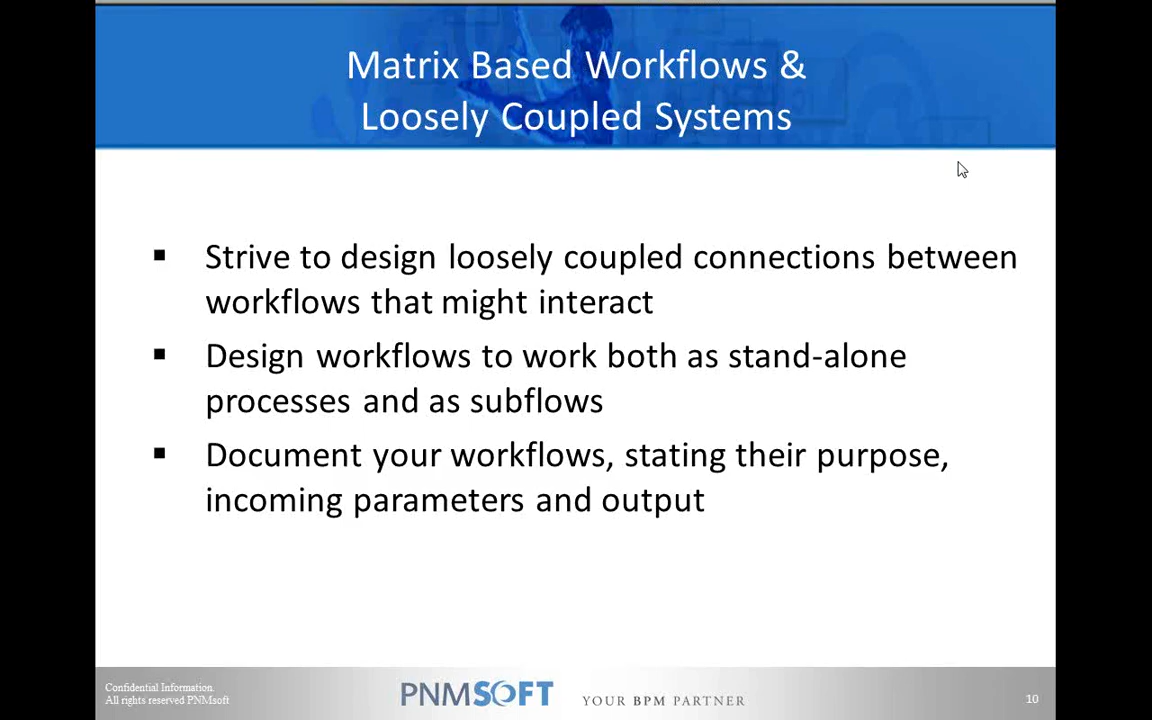 Matrix Based Workflows &
Loosely Coupled Systems
▪ Strive to design loosely coupled connections between
workflows that might interact
▪ Design workflows to work both as stand-alone
processes and as subflows
▪ Document your workflows, stating their purpose,
incoming parameters and output
Confidential Information.
All rights reserved PNMsoft
PNMSOFT YOUR BPM PARTNER
10